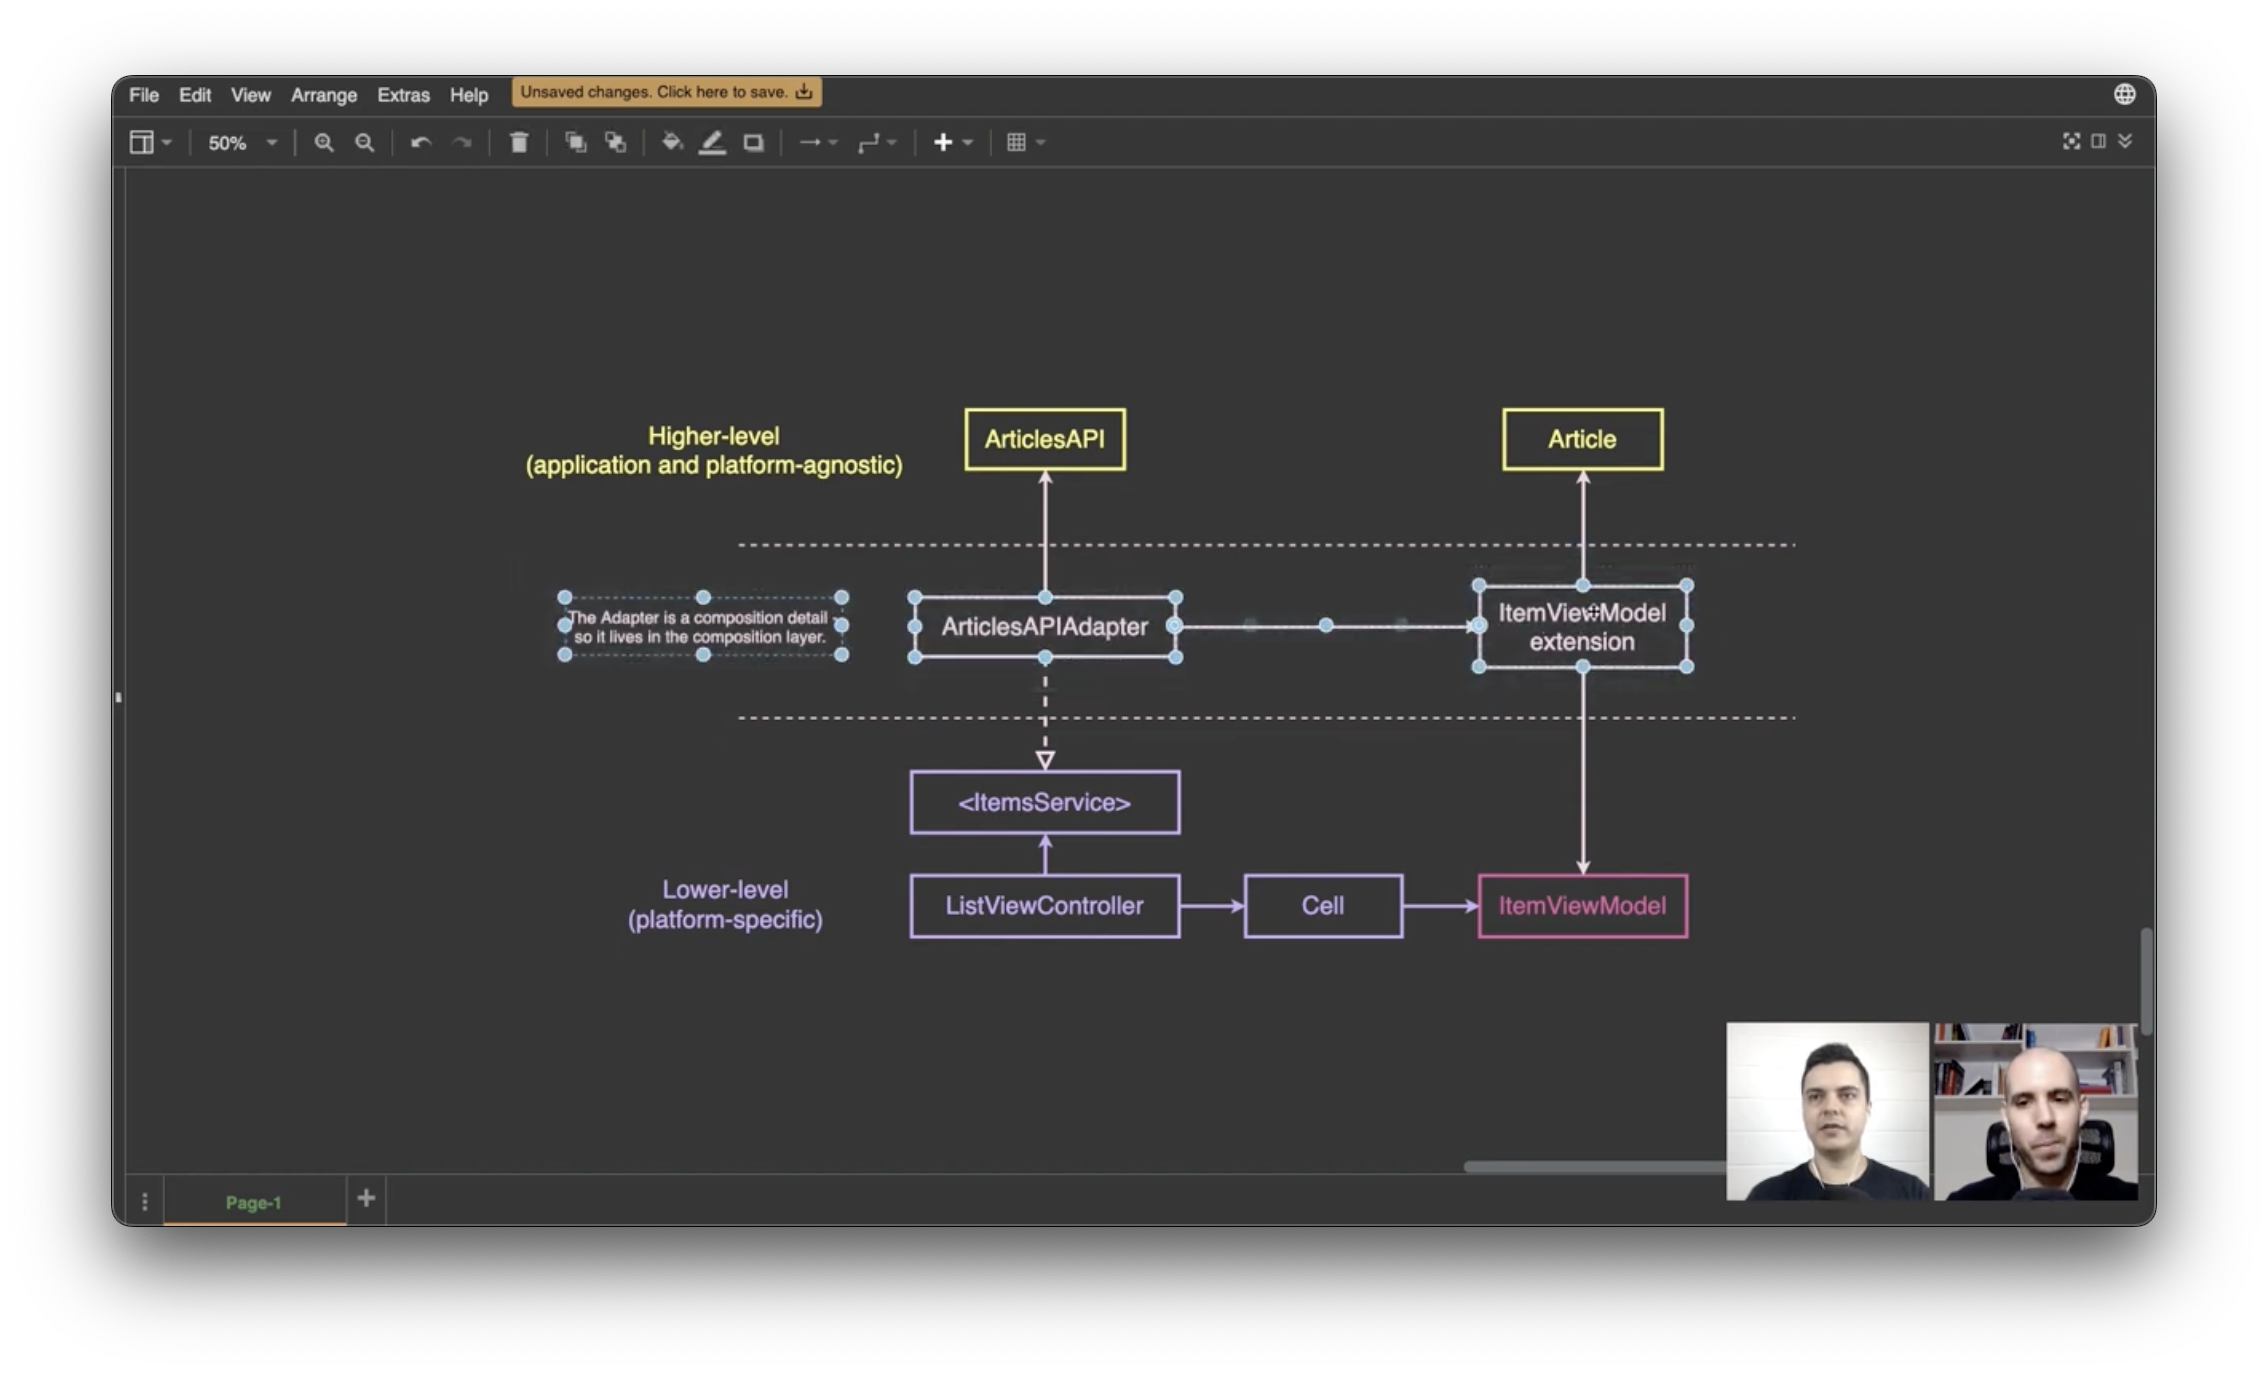 File Edit View Arrange Extras Help Unsaved changes. Click here to save.
50%
Higher-level
(application and platform-agnostic)
ArticlesAPI
Article
The Adapter is a composition detail -
so it lives in the composition layer.
ArticlesAPIAdapter
ItemViewModel
extension
<ItemsService>
Lower-level
(platform-specific)
ListViewController
Cell
ItemViewModel
Page-1